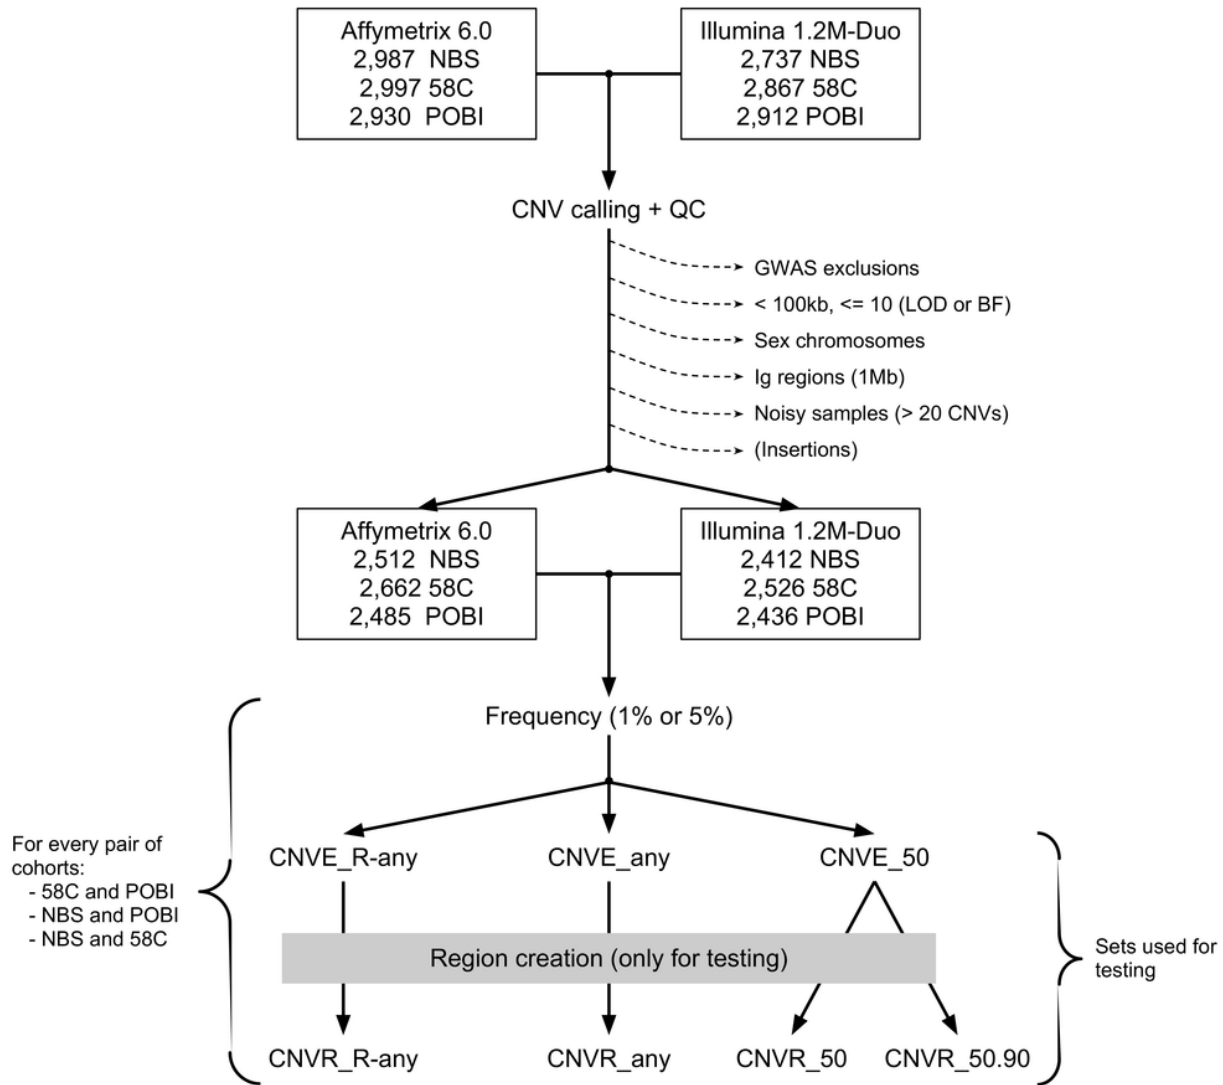 Affymetrix 6.0
2,987 NBS
2,997 58C
2,930 POBI
Illumina 1.2M-Duo
2,737 NBS
2,867 58C
2,912 POBI
CNV calling + QC
GWAS exclusions
< 100kb, <= 10 (LOD or BF)
Sex chromosomes
Ig regions (1Mb)
Noisy samples (> 20 CNVs)
(Insertions)
Affymetrix 6.0
2,512 NBS
2,662 58C
2,485 POBI
Illumina 1.2M-Duo
2,412 NBS
2,526 58C
2,436 POBI
Frequency (1% or 5%)
For every pair of
cohorts:
- 58C and POBI
- NBS and POBI
- NBS and 58C
CNVE_R-any
CNVE_any
CNVE_50
Region creation (only for testing)
Sets used for
testing
CNVR_R-any
CNVR_any
CNVR_50
CNVR_50.90